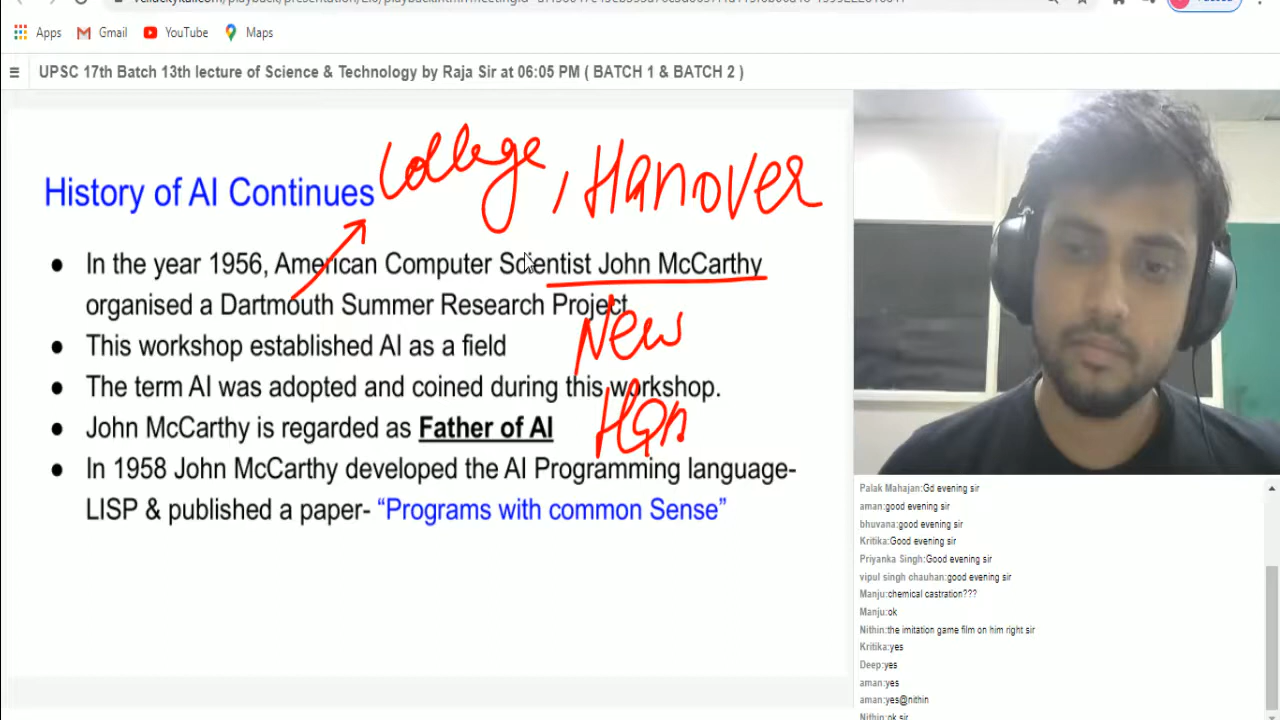 Apps Gmail YouTube Maps
UPSC 17th Batch 13th lecture of Science & Technology by Raja Sir at 06:05 PM ( BATCH 1 & BATCH 2 )
College, Hanover
History of AI Continues
• In the year 1956, American Computer Scientist John McCarthy
organised a Dartmouth Summer Research Project
New
• This workshop established AI as a field
• The term AI was adopted and coined during this workshop.
Ham
• John McCarthy is regarded as Father of AI
• In 1958 John McCarthy developed the AI Programming language-
LISP & published a paper- “Programs with common Sense”
Palak Mahajan:Gd evening sir
aman:good evening sir
bhuvana:good evening sir
Kritika:Good evening sir
Priyanka Singh:Good evening sir
vipul singh chauhan:good evening sir
Manju:chemical castration???
Manju:ok
Nithin:the imitation game film on him right sir
Kritika:yes
Deep:yes
aman:yes
aman:yes@nithin
Nithin:ok sir